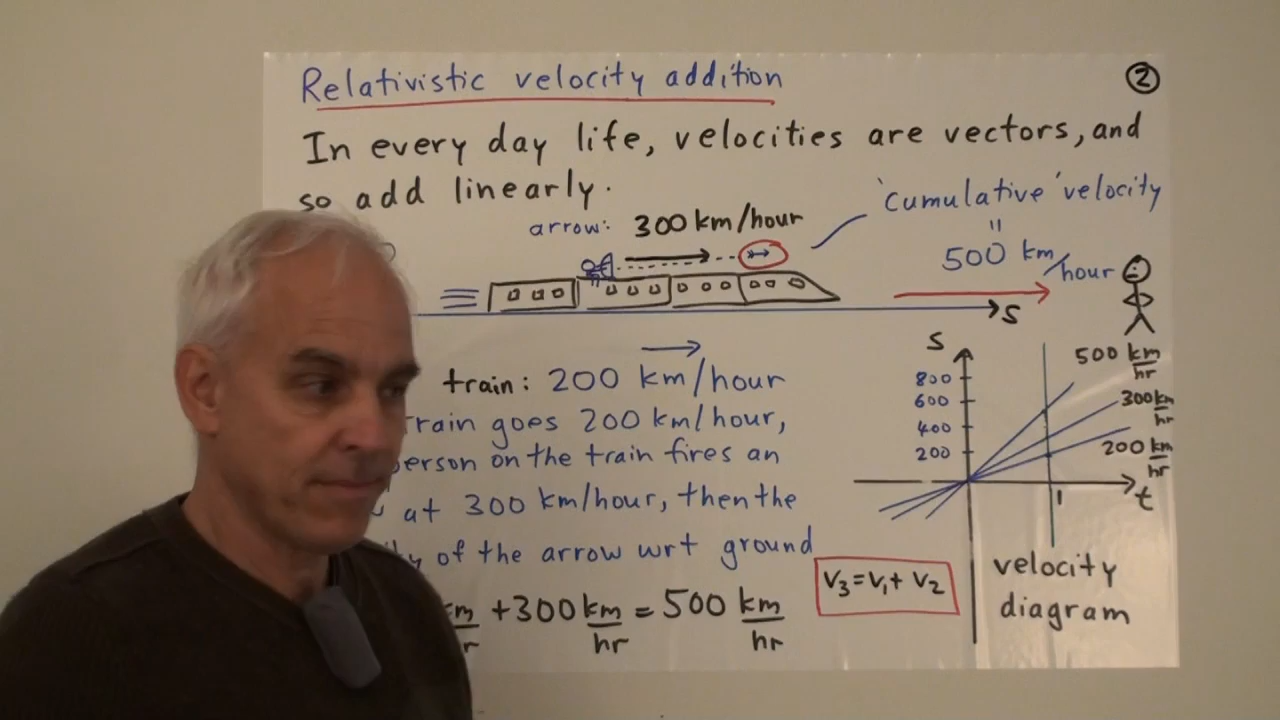 Relativistic velocity addition
2
In every day life, velocities are vectors, and
so add linearly.
'cumulative' velocity
=
500 km/hour
arrow: 300 km/hour
s
train: 200 km/hour
train goes 200 km/hour,
person on the train fires an
at 300 km/hour, then the
of the arrow wrt ground
+300 km/hr = 500 km/hr
v3 = v1 + v2
s
800
600
400
200
500 km/hr
300 km/hr
200 km/hr
t
1
velocity
diagram